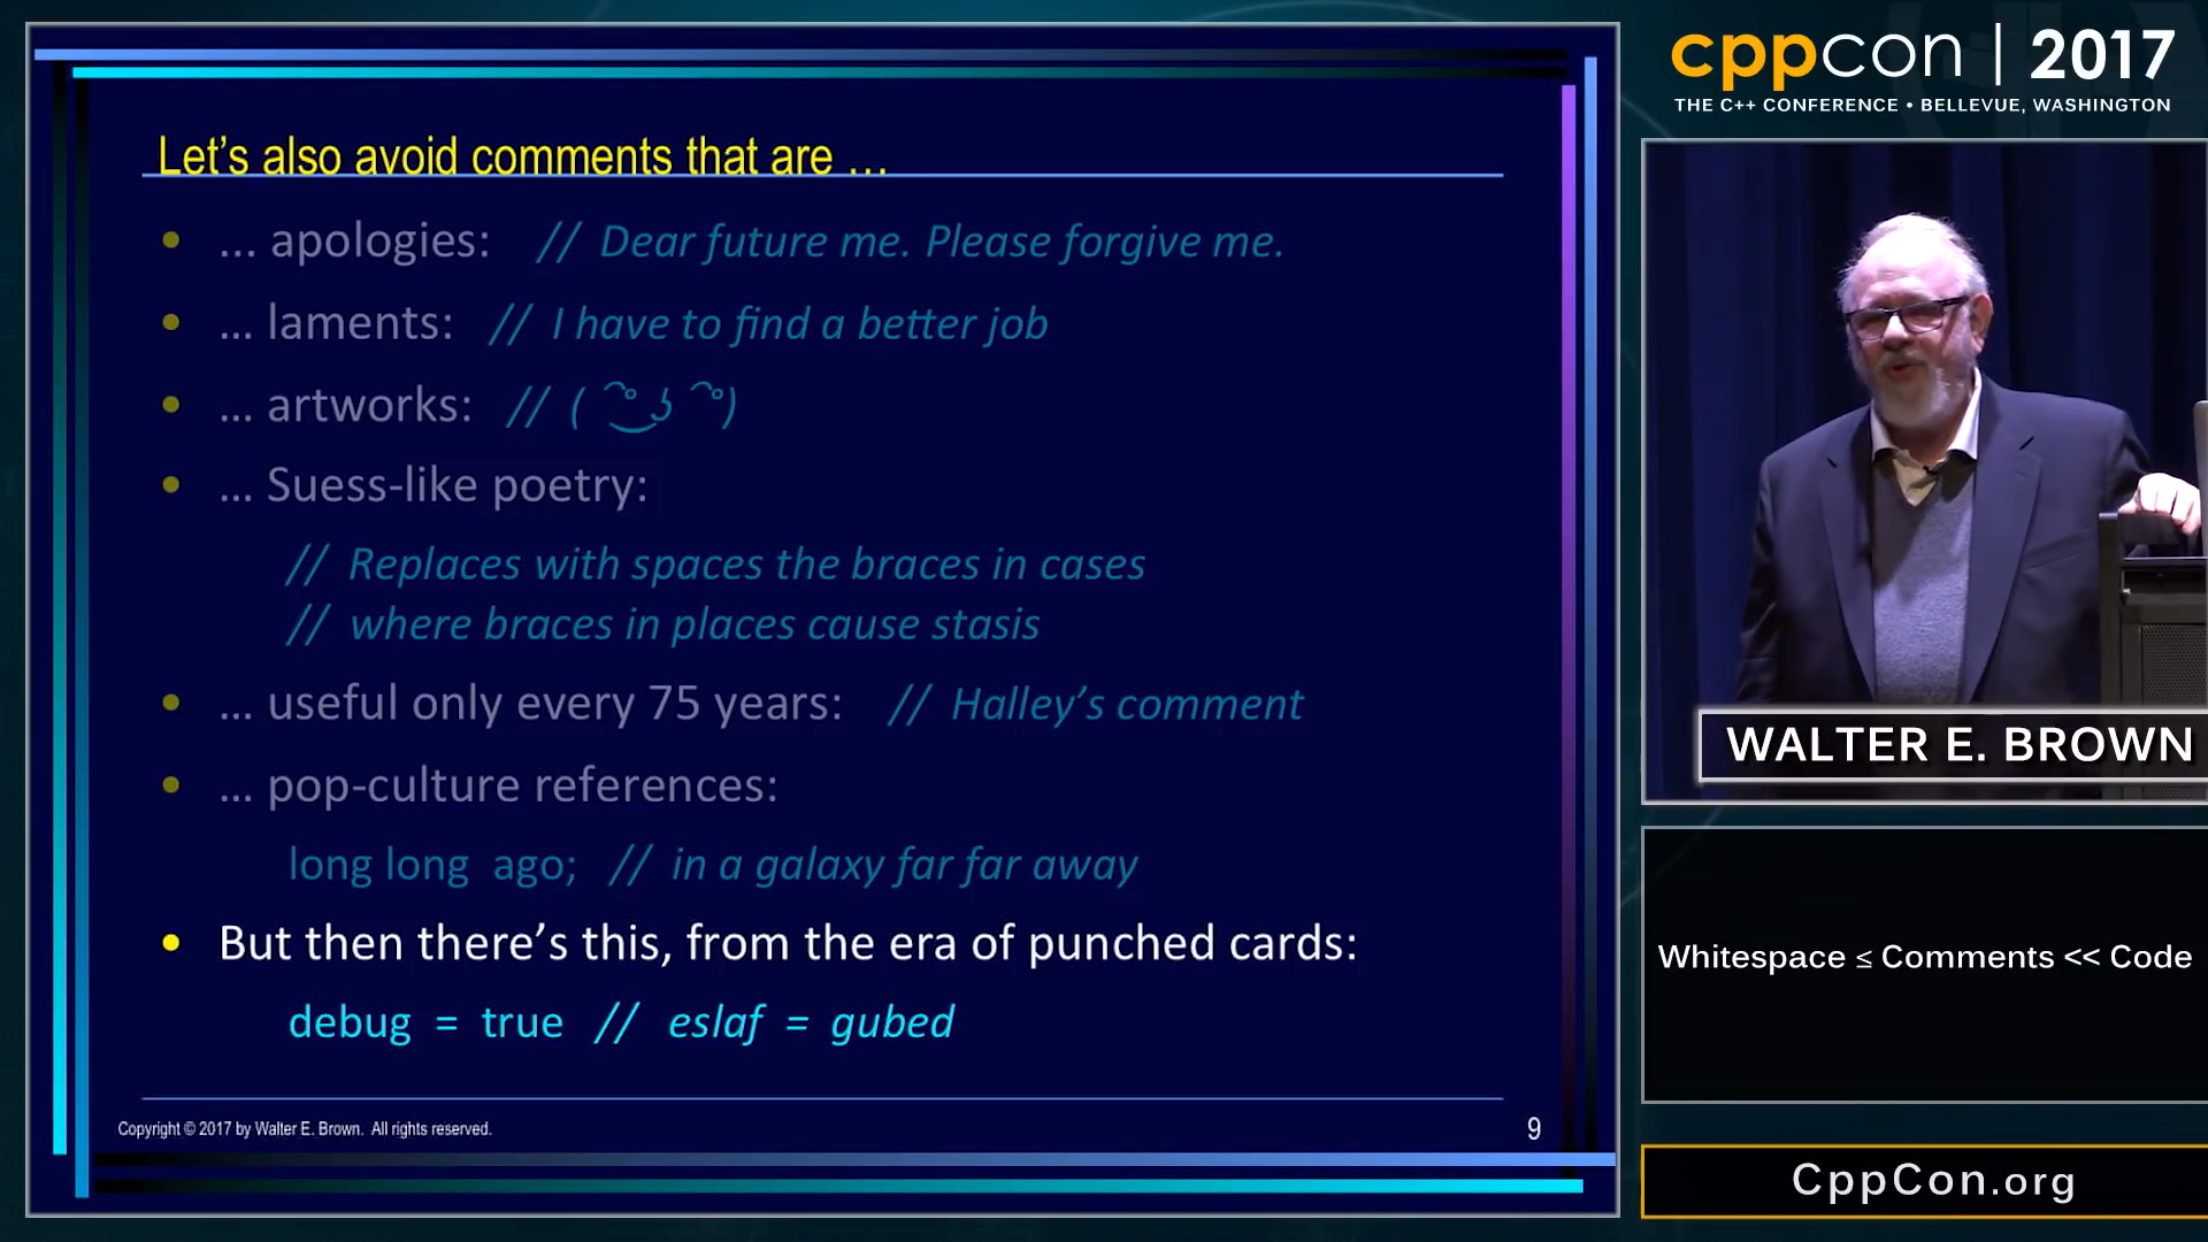 cppcon | 2017
THE C++ CONFERENCE • BELLEVUE, WASHINGTON
Let's also avoid comments that are ...
• ... apologies: // Dear future me. Please forgive me.
• ... laments: // I have to find a better job
• ... artworks: // ( ͡° ͜ʖ ͡°)
• ... Suess-like poetry:
// Replaces with spaces the braces in cases
// where braces in places cause stasis
• ... useful only every 75 years: // Halley's comment
• ... pop-culture references:
long long ago; // in a galaxy far far away
• But then there's this, from the era of punched cards:
debug = true // eslaf = gubed
Copyright © 2017 by Walter E. Brown. All rights reserved.
9
WALTER E. BROWN
Whitespace ≤ Comments << Code
CppCon.org